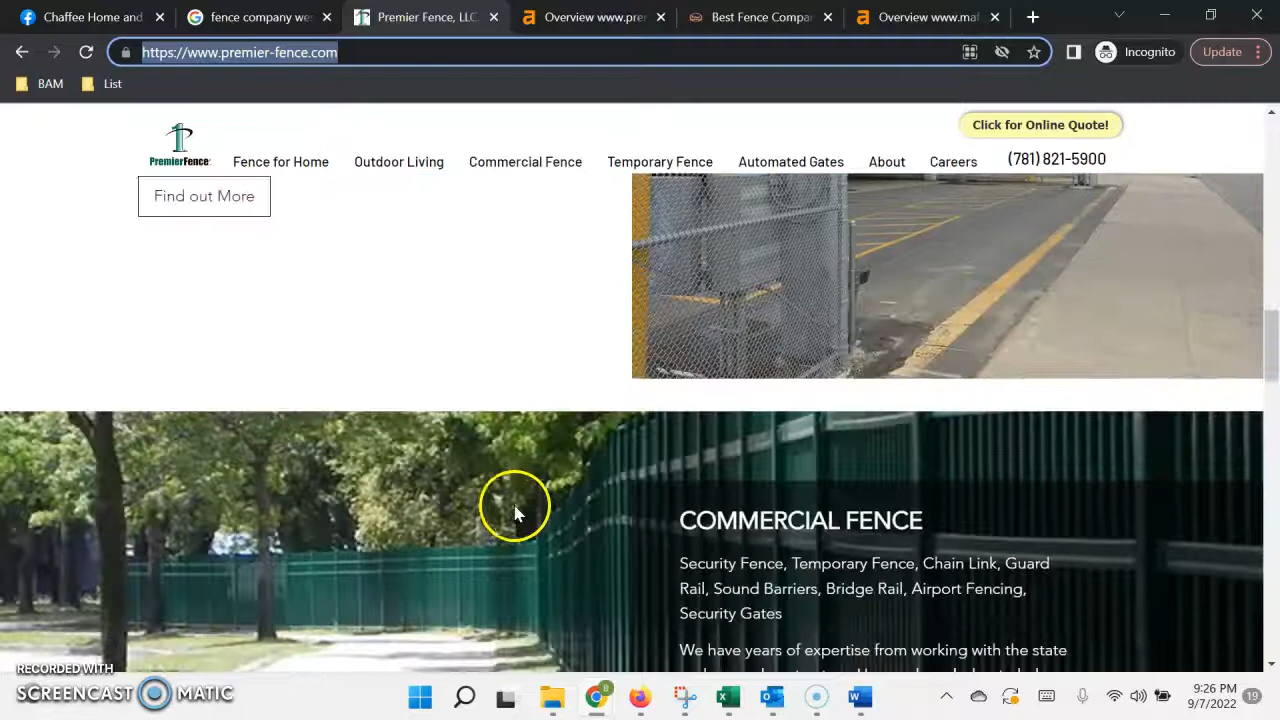 Chaffee Home and
fence company wes
Premier Fence, LLC
Overview www.pre
Best Fence Compa
Overview www.mat
https://www.premier-fence.com
Incognito
Update
BAM
List
PremierFence
Click for Online Quote!
Fence for Home
Outdoor Living
Commercial Fence
Temporary Fence
Automated Gates
About
Careers
(781) 821-5900
Find out More
COMMERCIAL FENCE
Security Fence, Temporary Fence, Chain Link, Guard
Rail, Sound Barriers, Bridge Rail, Airport Fencing,
Security Gates
We have years of expertise from working with the state
RECORDED WITH
SCREENCAST MATIC
8
9:26 PM
9/7/2022
19